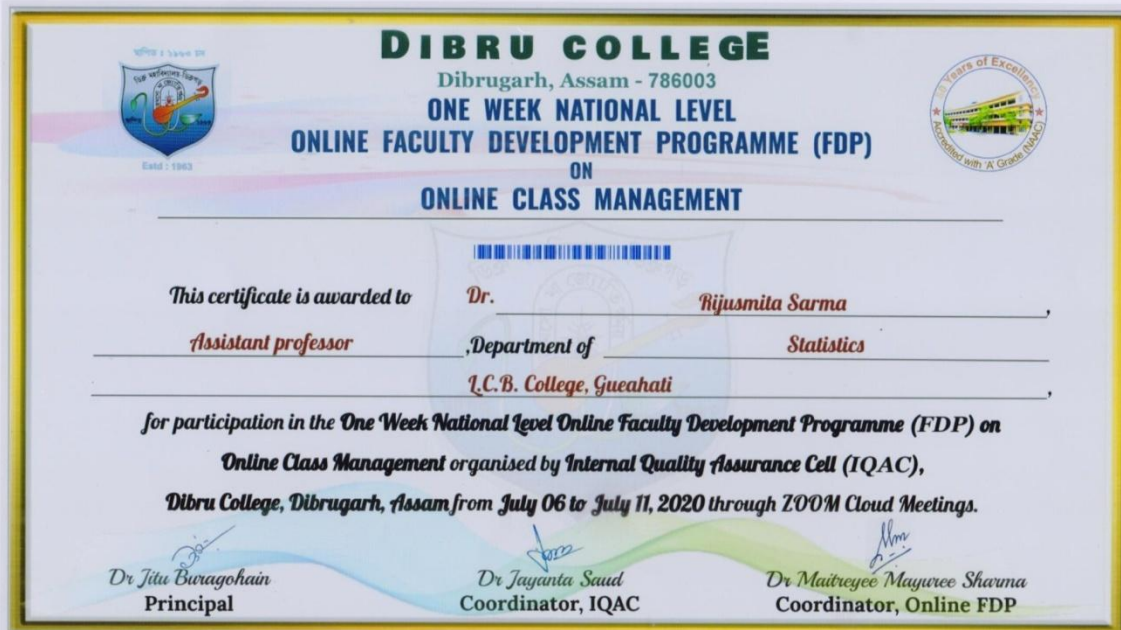 DIBRU COLLEGE
Dibrugarh, Assam - 786003
ONE WEEK NATIONAL LEVEL
ONLINE FACULTY DEVELOPMENT PROGRAMME (FDP)
ON
ONLINE CLASS MANAGEMENT
Estd : 1963
Years of Excellency
Accredited with 'A' Grade (NAAC)
This certificate is awarded to Dr. Rijusmita Sarma,
Assistant professor ,Department of Statistics
L.C.B. College, Gueahati,
for participation in the One Week National Level Online Faculty Development Programme (FDP) on
Online Class Management organised by Internal Quality Assurance Cell (IQAC),
Dibru College, Dibrugarh, Assam from July 06 to July 11, 2020 through ZOOM Cloud Meetings.
Dr Jitu Buragohain Dr Jayanta Saud Dr Maitreyee Mayuree Sharma
Principal Coordinator, IQAC Coordinator, Online FDP